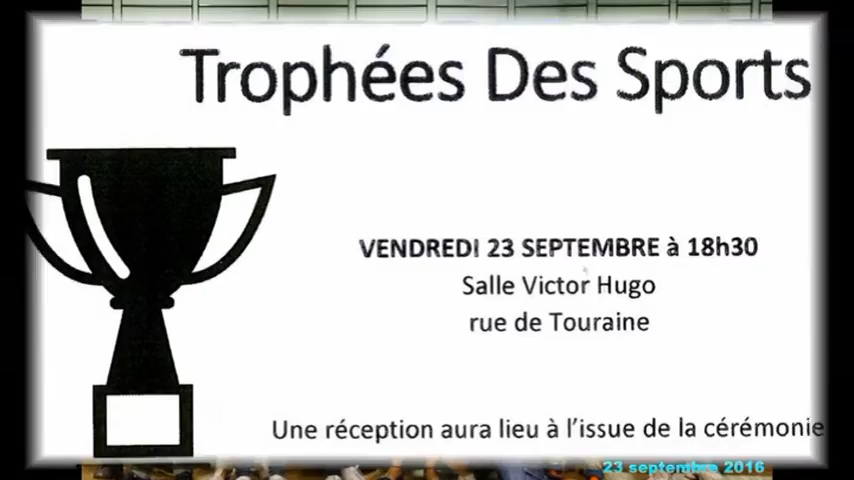 Trophées Des Sports
VENDREDI 23 SEPTEMBRE à 18h30
Salle Victor Hugo
rue de Touraine
Une réception aura lieu à l'issue de la cérémonie
23 septembre 2016